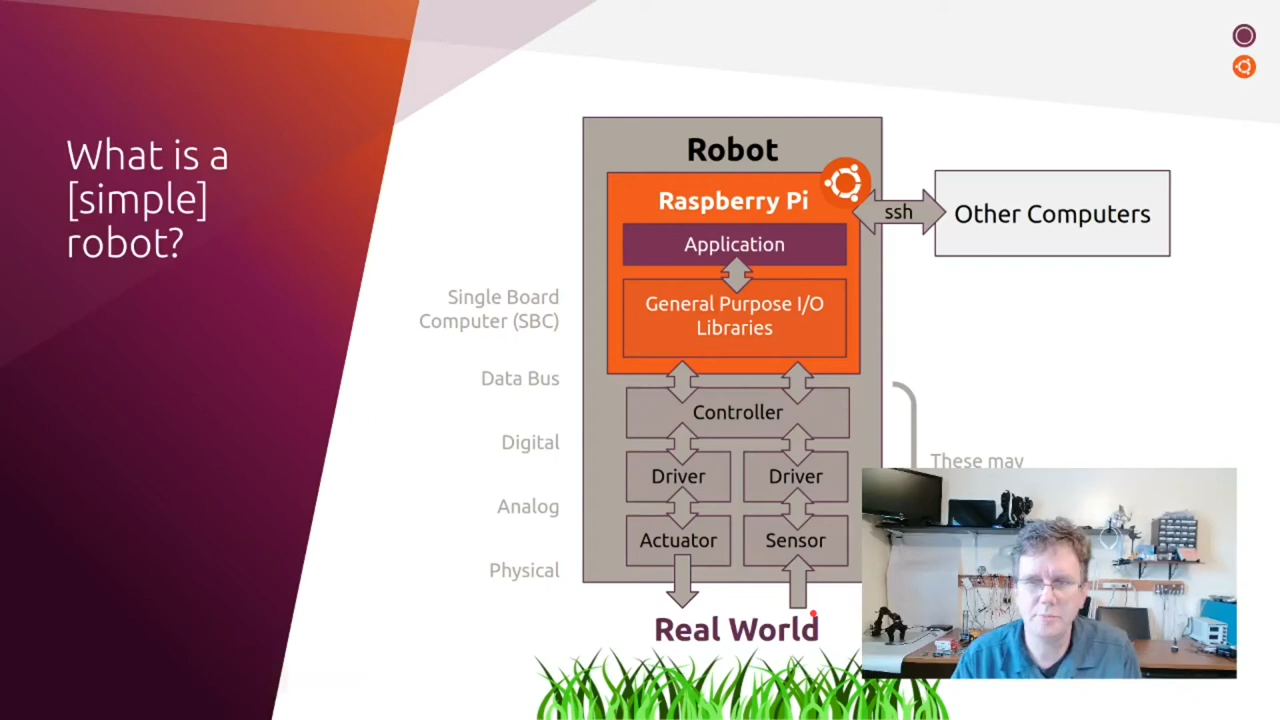 What is a
[simple]
robot?
Robot
Raspberry Pi
Application
General Purpose I/O
Libraries
ssh
Other Computers
Single Board
Computer (SBC)
Data Bus
Controller
Digital
Driver
Driver
Analog
Actuator
Sensor
Physical
These may
Real World